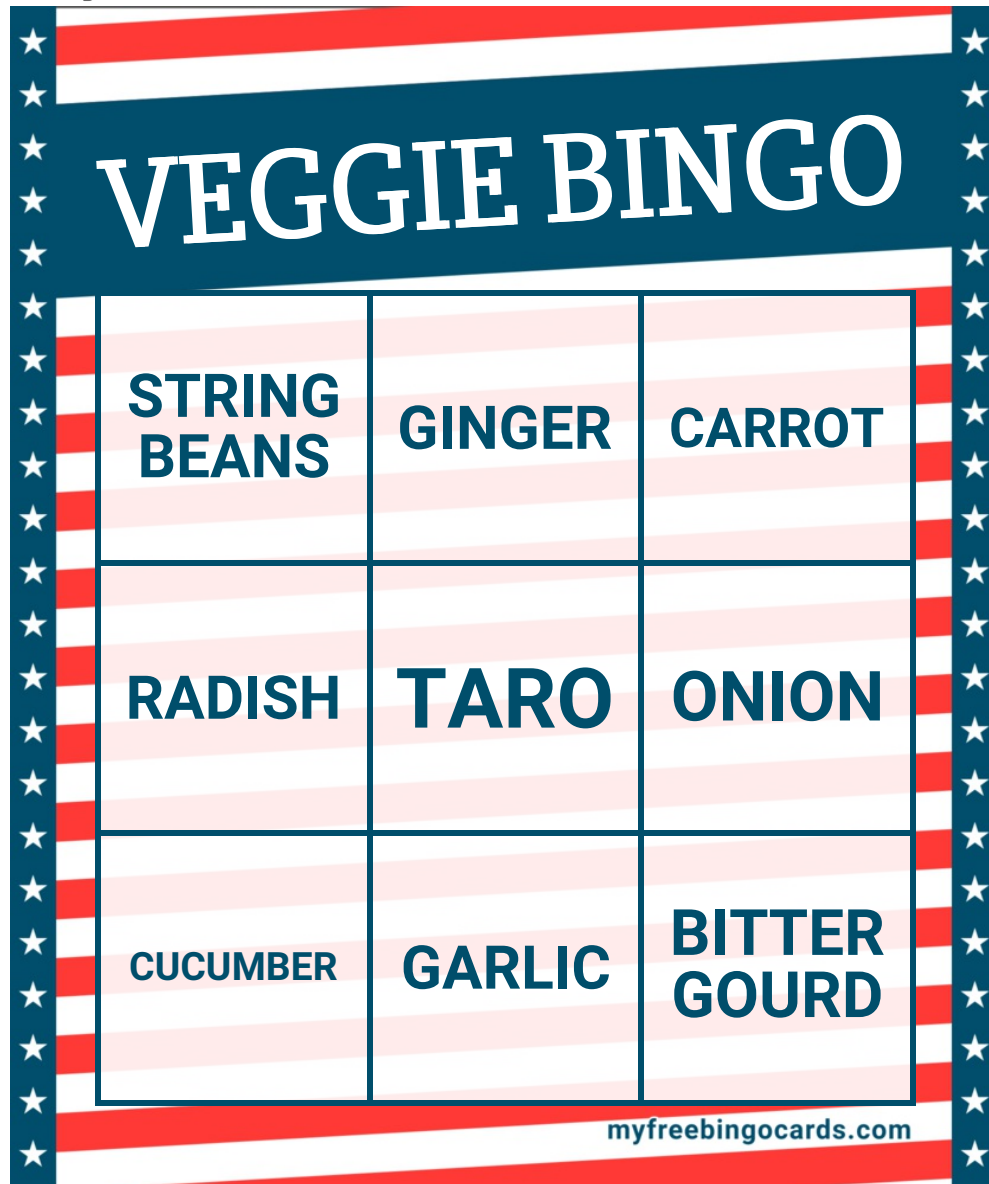 VEGGIE BINGO
STRING
BEANS
GINGER
CARROT
RADISH
TARO
ONION
CUCUMBER
GARLIC
BITTER
GOURD
myfreebingocards.com